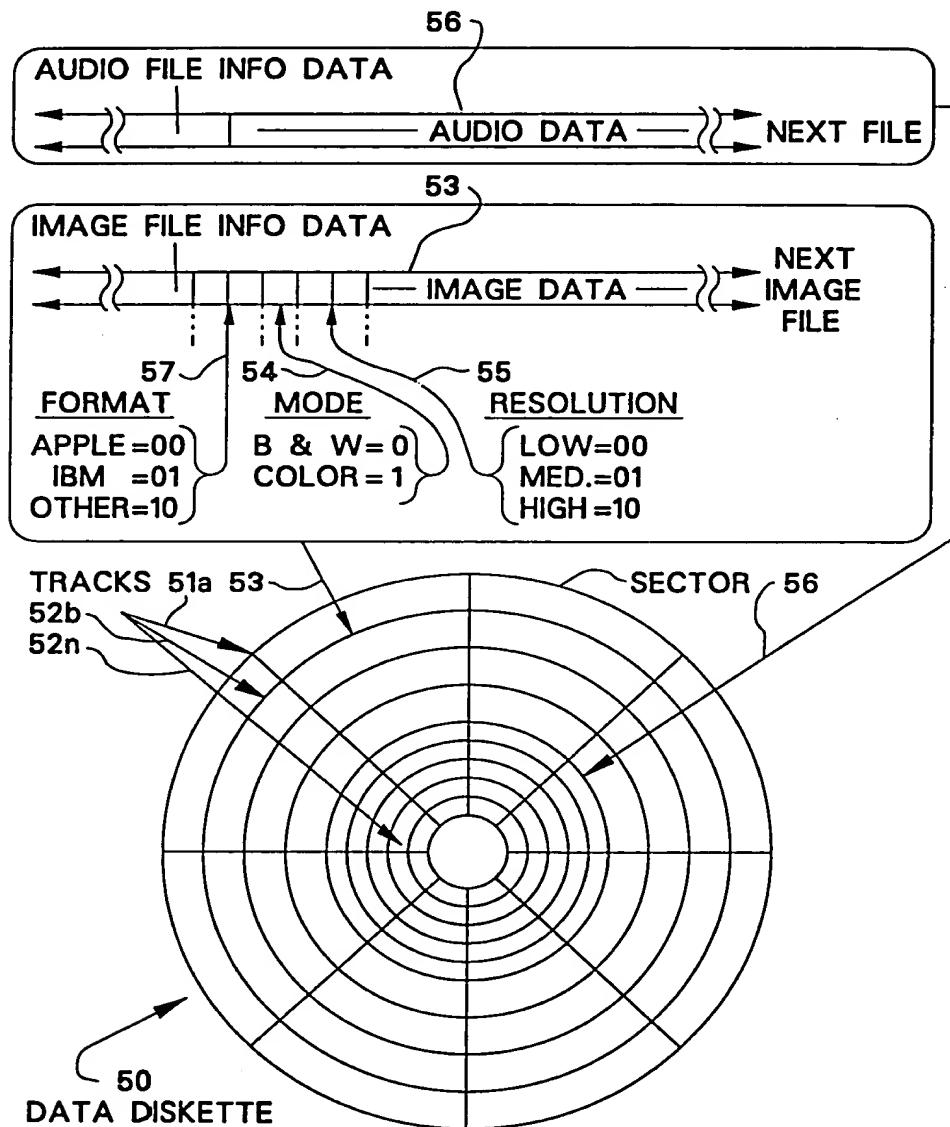 56
AUDIO FILE INFO DATA
AUDIO DATA
NEXT FILE
53
IMAGE FILE INFO DATA
IMAGE DATA
NEXT
IMAGE
FILE
57 54 55
FORMAT MODE RESOLUTION
APPLE=00 B & W=0 LOW=00
IBM =01 COLOR=1 MED.=01
OTHER=10 HIGH=10
TRACKS 51a 53 SECTOR 56
52b
52n
50
DATA DISKETTE